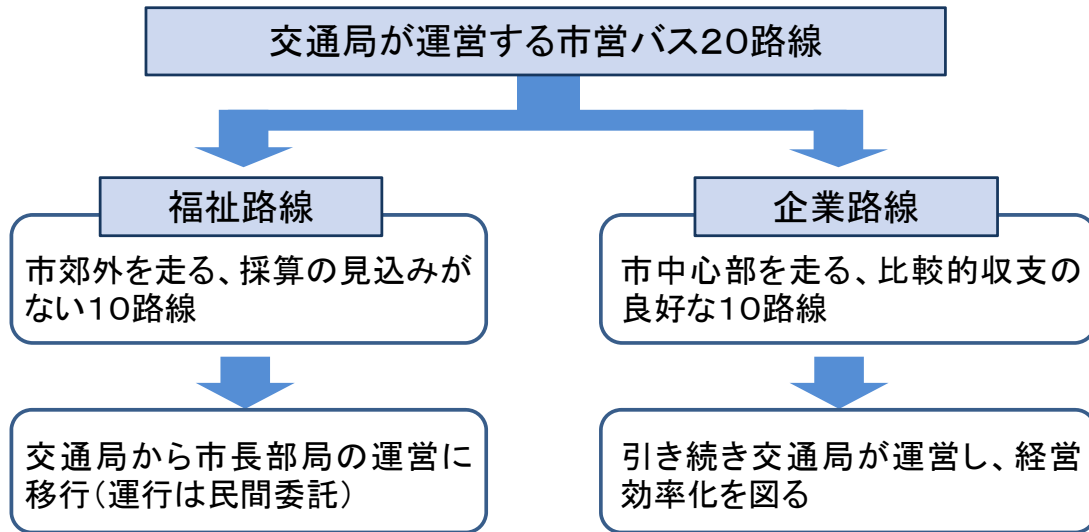 交通局が運営する市営バス２０路線
福祉路線
市郊外を走る、採算の見込みが
ない１０路線
交通局から市長部局の運営に
移行（運行は民間委託）
企業路線
市中心部を走る、比較的収支の
良好な１０路線
引き続き交通局が運営し、経営
効率化を図る